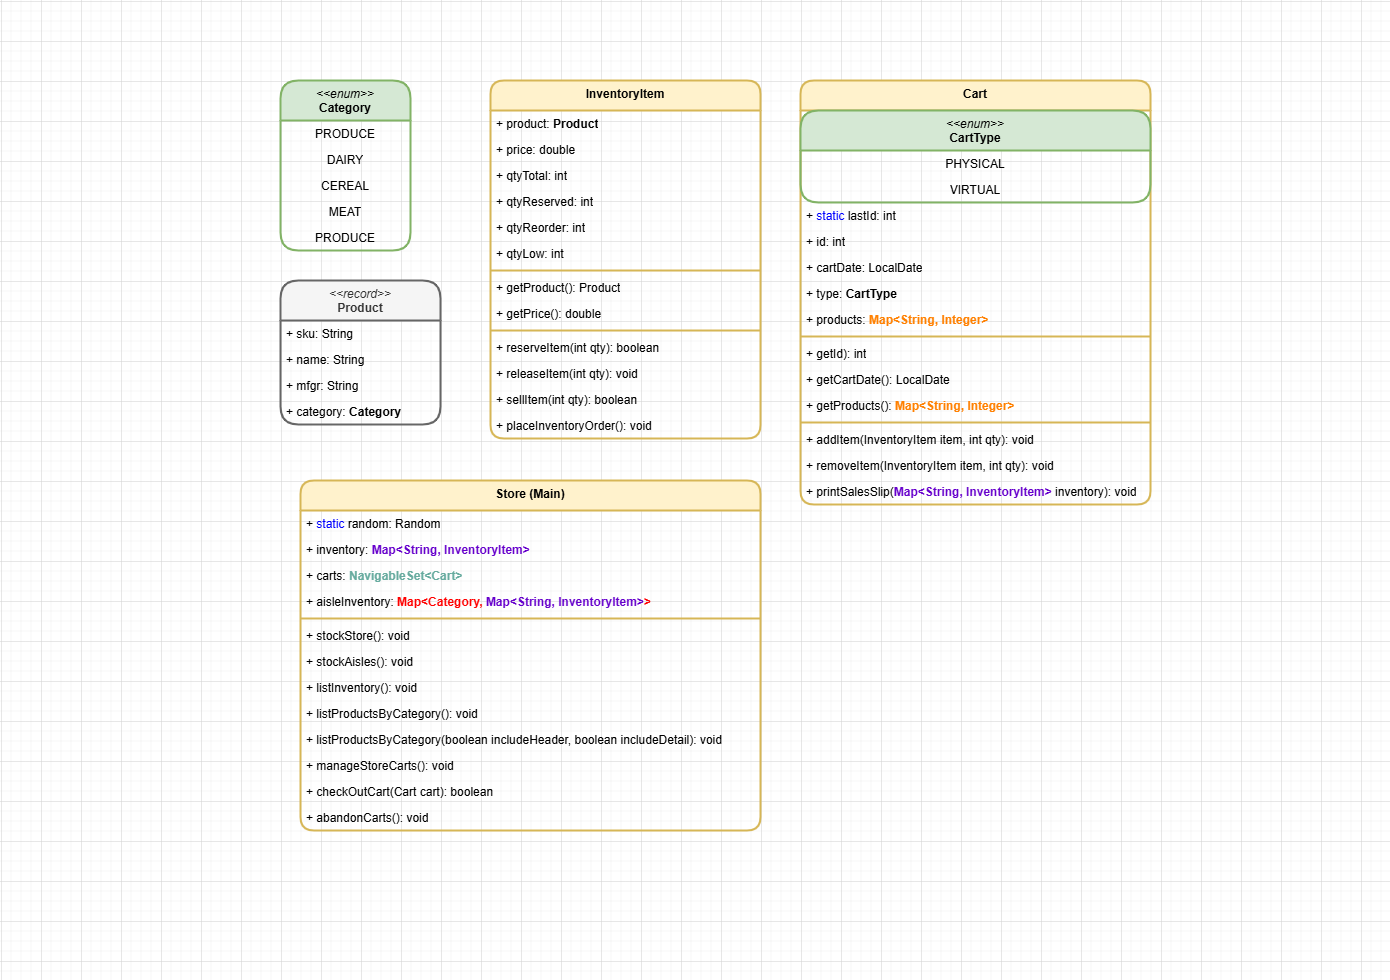 <<enum>>
Category
PRODUCE
DAIRY
CEREAL
MEAT
PRODUCE
<<record>>
Product
+ sku: String
+ name: String
+ mfgr: String
+ category: Category
InventoryItem
+ product: Product
+ price: double
+ qtyTotal: int
+ qtyReserved: int
+ qtyReorder: int
+ qtyLow: int
+ getProduct(): Product
+ getPrice(): double
+ reserveItem(int qty): boolean
+ releaseItem(int qty): void
+ sellItem(int qty): boolean
+ placeInventoryOrder(): void
Cart
<<enum>>
CartType
PHYSICAL
VIRTUAL
+ static lastId: int
+ id: int
+ cartDate: LocalDate
+ type: CartType
+ products: Map<String, Integer>
+ getId): int
+ getCartDate(): LocalDate
+ getProducts(): Map<String, Integer>
+ addItem(InventoryItem item, int qty): void
+ removeItem(InventoryItem item, int qty): void
+ printSalesSlip(Map<String, InventoryItem> inventory): void
Store (Main)
+ static random: Random
+ inventory: Map<String, InventoryItem>
+ carts: NavigableSet<Cart>
+ aisleInventory: Map<Category, Map<String, InventoryItem>>
+ stockStore(): void
+ stockAisles(): void
+ listInventory(): void
+ listProductsByCategory(): void
+ listProductsByCategory(boolean includeHeader, boolean includeDetail): void
+ manageStoreCarts(): void
+ checkOutCart(Cart cart): boolean
+ abandonCarts(): void